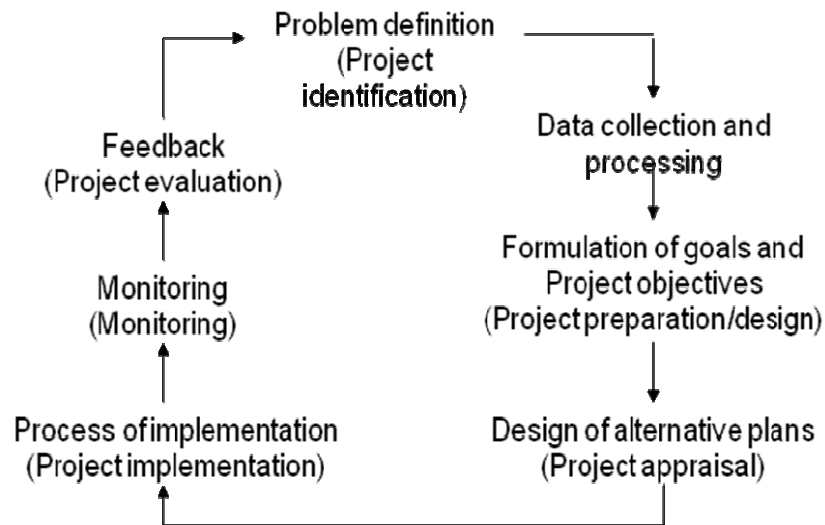 Problem definition
(Project
identification)
Data collection and
processing
Formulation of goals and
Project objectives
(Project preparation/design)
Design of alternative plans
(Project appraisal)
Process of implementation
(Project implementation)
Monitoring
(Monitoring)
Feedback
(Project evaluation)